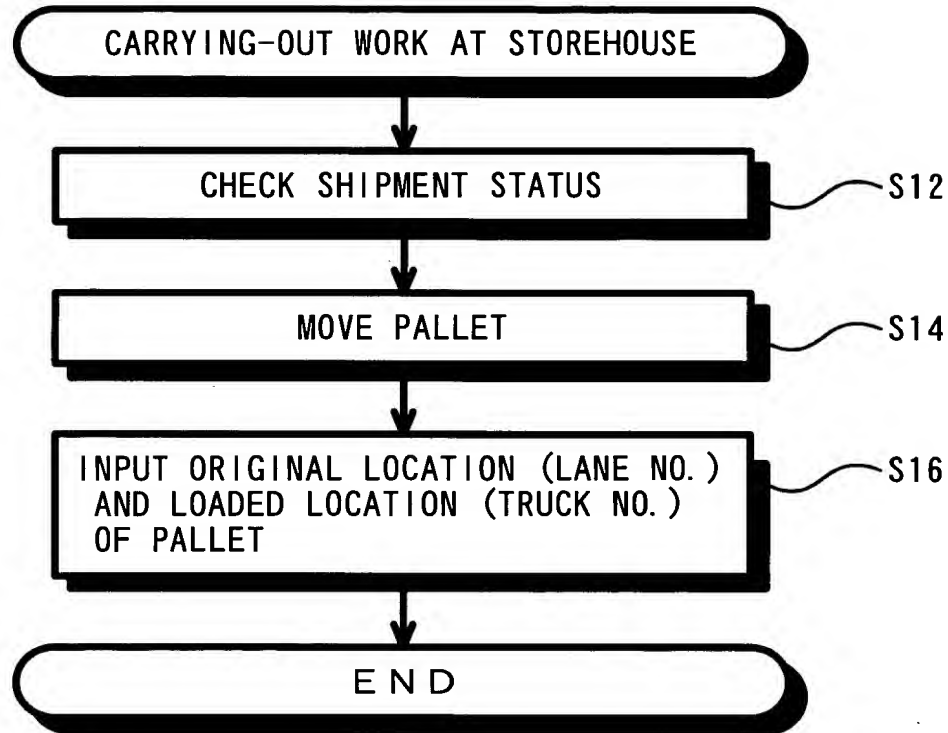 CARRYING-OUT WORK AT STOREHOUSE
CHECK SHIPMENT STATUS
S12
MOVE PALLET
S14
INPUT ORIGINAL LOCATION (LANE NO.)
AND LOADED LOCATION (TRUCK NO.)
OF PALLET
S16
END